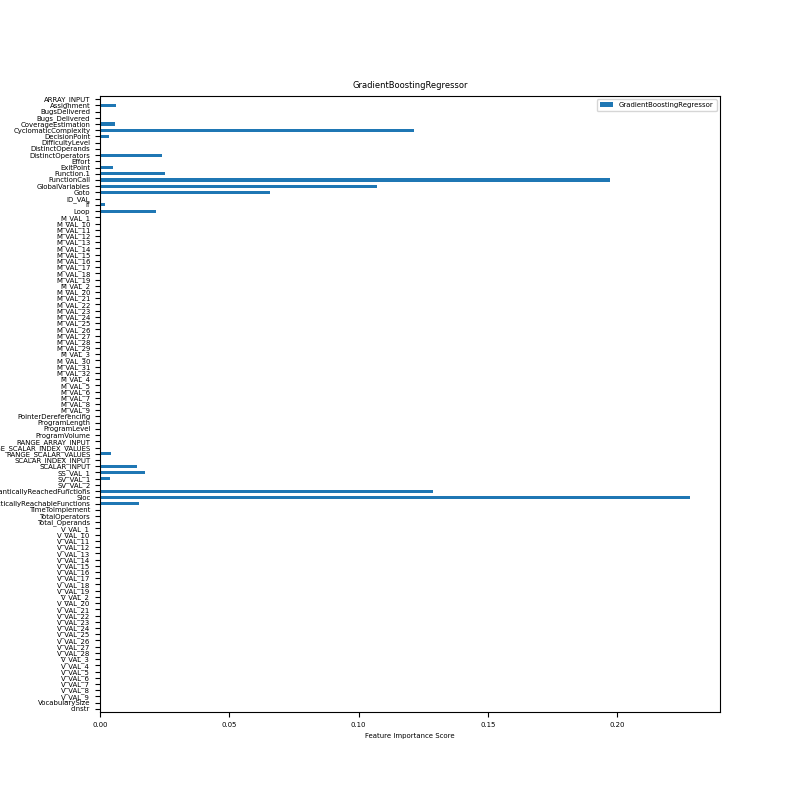 GradientBoostingRegressor
GradientBoostingRegressor
ARRAY_INPUT
Assignment
BugsDelivered
Bugs_Delivered
CoverageEstimation
CyclomaticComplexity
DecisionPoint
DifficultyLevel
DistinctOperands
DistinctOperators
Effort
ExitPoint
Function.1
FunctionCall
GlobalVariables
Goto
ID_VAL
If
Loop
M_VAL_1
M_VAL_10
M_VAL_11
M_VAL_12
M_VAL_13
M_VAL_14
M_VAL_15
M_VAL_16
M_VAL_17
M_VAL_18
M_VAL_19
M_VAL_2
M_VAL_20
M_VAL_21
M_VAL_22
M_VAL_23
M_VAL_24
M_VAL_25
M_VAL_26
M_VAL_27
M_VAL_28
M_VAL_29
M_VAL_3
M_VAL_30
M_VAL_31
M_VAL_32
M_VAL_4
M_VAL_5
M_VAL_6
M_VAL_7
M_VAL_8
M_VAL_9
PointerDereferencing
ProgramLength
ProgramLevel
ProgramVolume
RANGE_ARRAY_INPUT
E_SCALAR_INDEX_VALUES
RANGE_SCALAR_VALUES
SCALAR_INDEX_INPUT
SCALAR_INPUT
SS_VAL_1
SV_VAL_1
SV_VAL_2
anticallyReachedFunctions
Sloc
ticallyReachableFunctions
TimeToImplement
TotalOperators
Total_Operands
V_VAL_1
V_VAL_10
V_VAL_11
V_VAL_12
V_VAL_13
V_VAL_14
V_VAL_15
V_VAL_16
V_VAL_17
V_VAL_18
V_VAL_19
V_VAL_2
V_VAL_20
V_VAL_21
V_VAL_22
V_VAL_23
V_VAL_24
V_VAL_25
V_VAL_26
V_VAL_27
V_VAL_28
V_VAL_3
V_VAL_4
V_VAL_5
V_VAL_6
V_VAL_7
V_VAL_8
V_VAL_9
VocabularySize
cinstr
0.00 0.05 0.10 0.15 0.20
Feature Importance Score